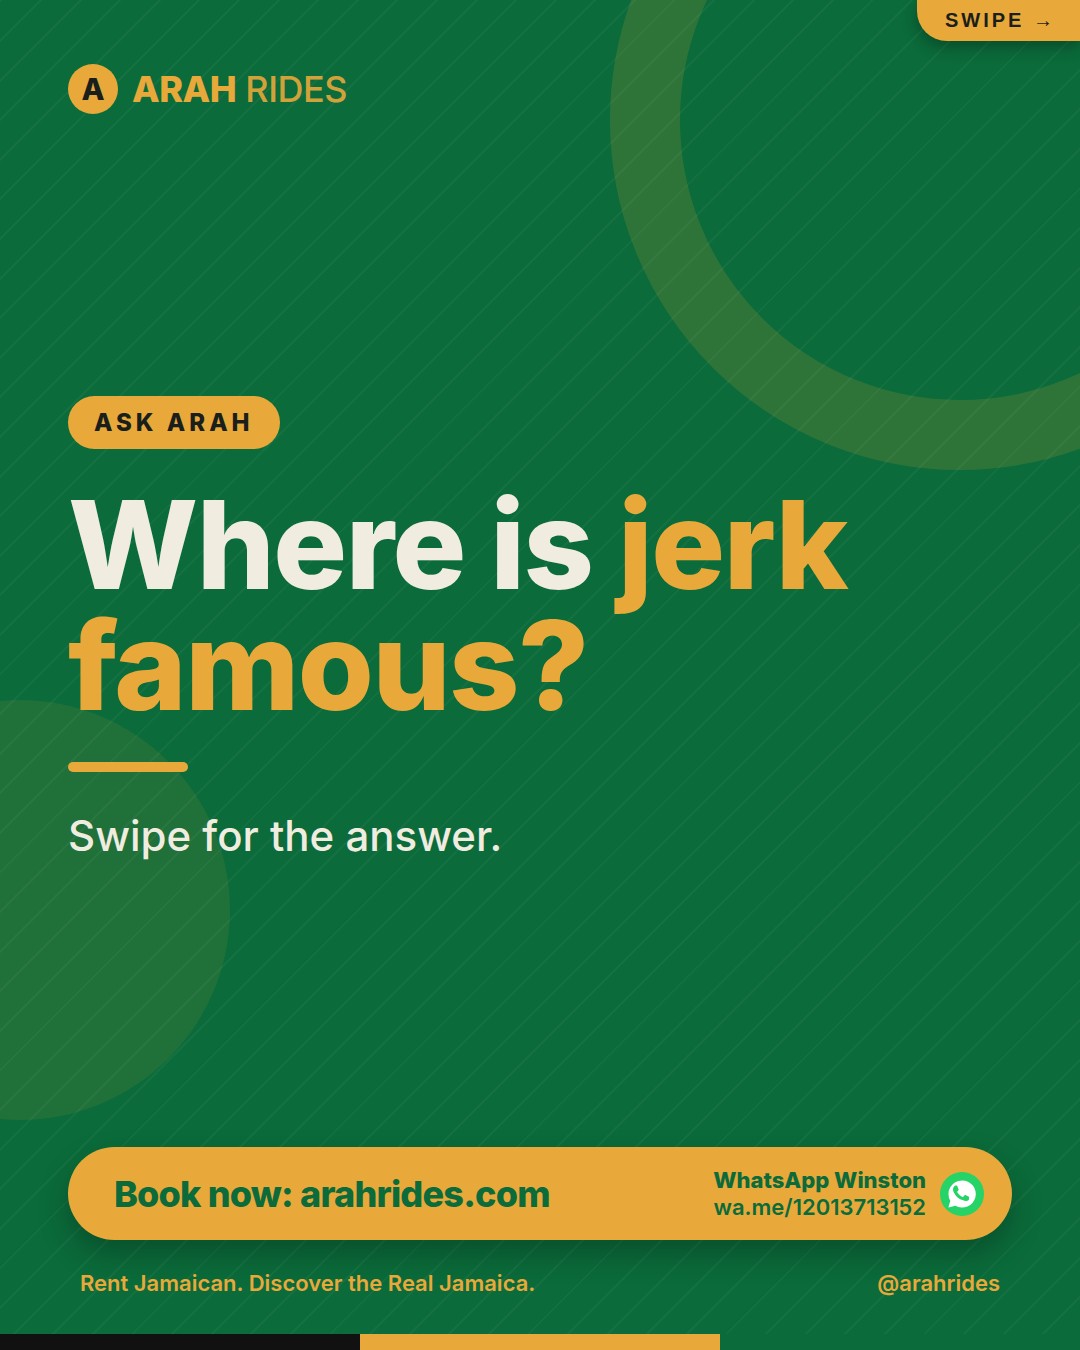 SWIPE →
A ARAH RIDES
ASK ARAH
Where is jerk
famous?
Swipe for the answer.
Book now: arahrides.com
WhatsApp Winston
wa.me/12013713152
Rent Jamaican. Discover the Real Jamaica.
@arahrides